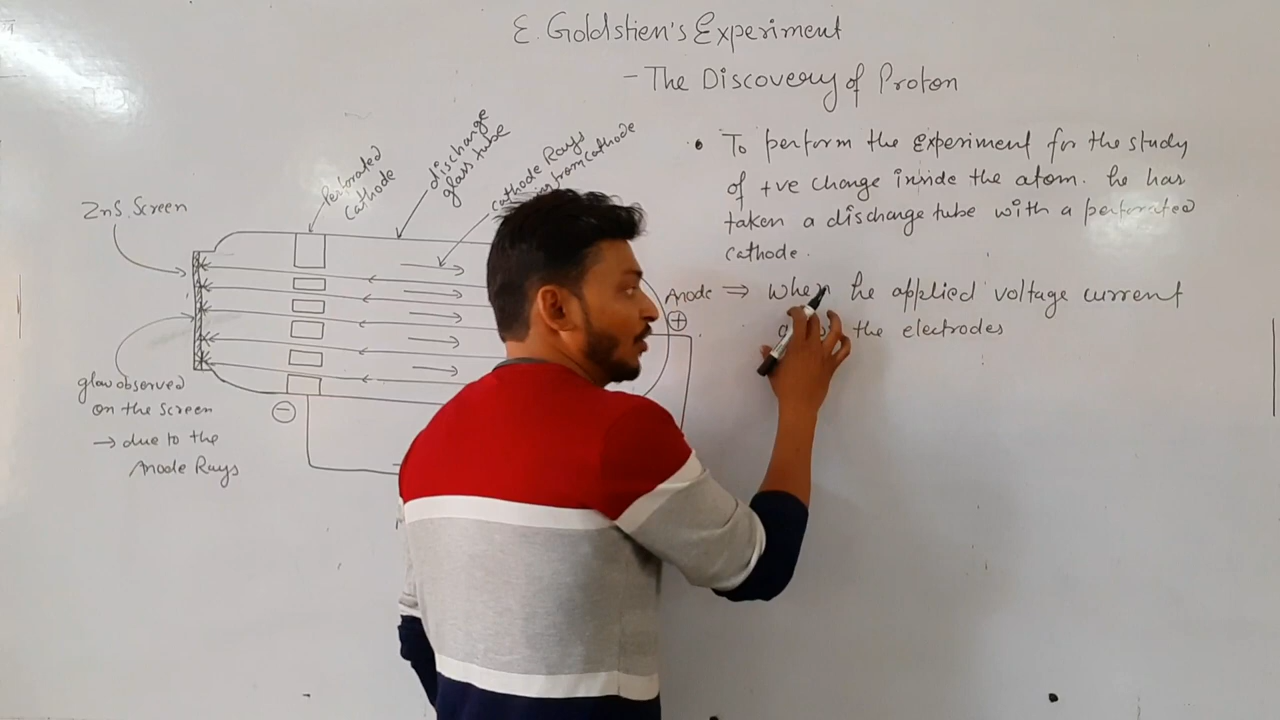 E. Goldstien's Experiment
- The Discovery of Proton
Perforated
cathode
discharge
glass tube
cathode Rays
from cathode
ZnS. Screen
glow observed
on the screen
→ due to the
Anode Rays
Anode
+
-
• To perform the experiment for the study
of +ve change inside the atom. he has
taken a discharge tube with a perforated
cathode.
→ When he applied voltage current
the electrodes